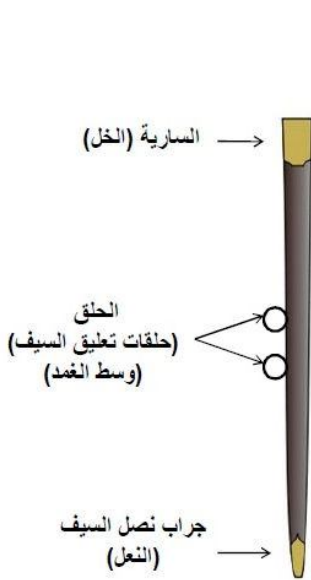 السارية (الخل)
الحلق
(حلقات تعليق السيف)
(وسط الغمد)
جراب نصل السيف
(النعل)